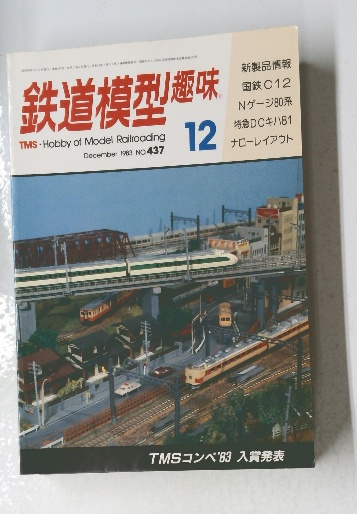 新製品情報
国鉄C12
Nゲージ80系
特急DCキハ81
ナローレイアウト
鉄道模型趣味
TMS・Hobby of Model Railroading
December 1983 NO.437
12
TMSコンペ'83 入賞発表